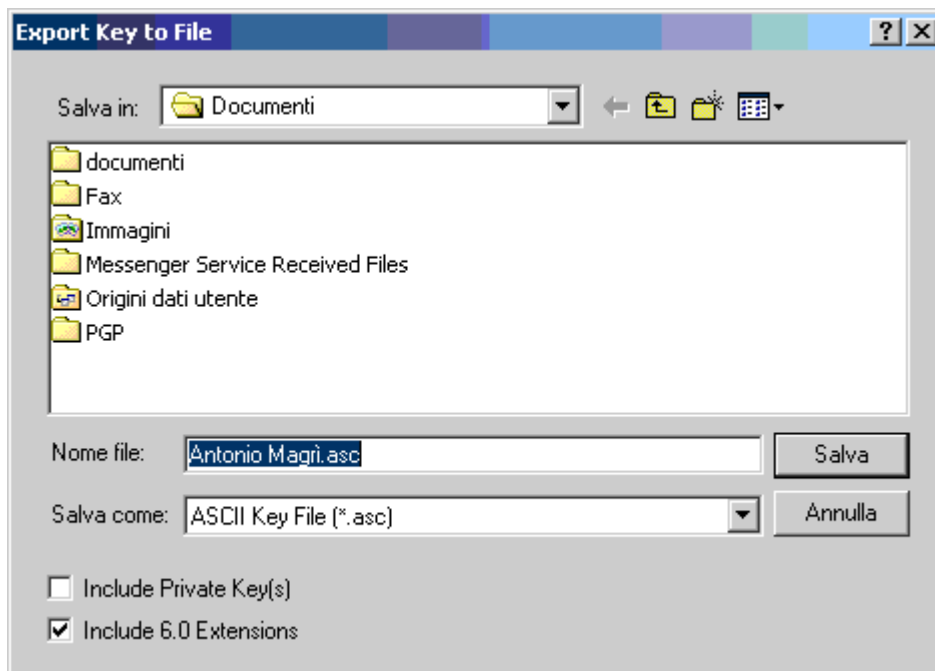 Export Key to File
Salva in: Documenti
documenti
Fax
Immagini
Messenger Service Received Files
Origini dati utente
PGP
Nome file: Antonio Magrì.asc Salva
Salva come: ASCII Key File (*.asc) Annulla
Include Private Key(s)
Include 6.0 Extensions